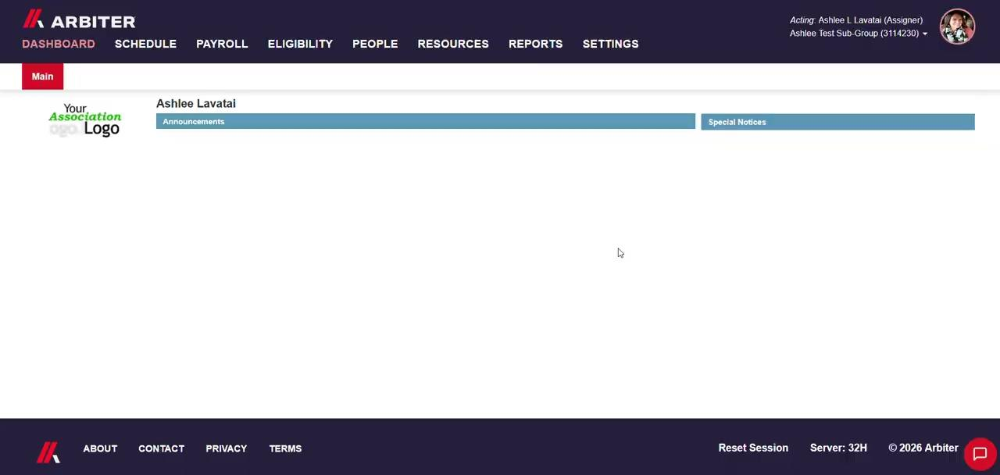 ARBITER
Acting: Ashlee L Lavatai (Assigner)
Ashlee Test Sub-Group (3114230)
DASHBOARD SCHEDULE PAYROLL ELIGIBILITY PEOPLE RESOURCES REPORTS SETTINGS
Main
Your
Association
ogo Logo
Ashlee Lavatai
Announcements
Special Notices
ABOUT CONTACT PRIVACY TERMS
Reset Session Server: 32H © 2026 Arbiter